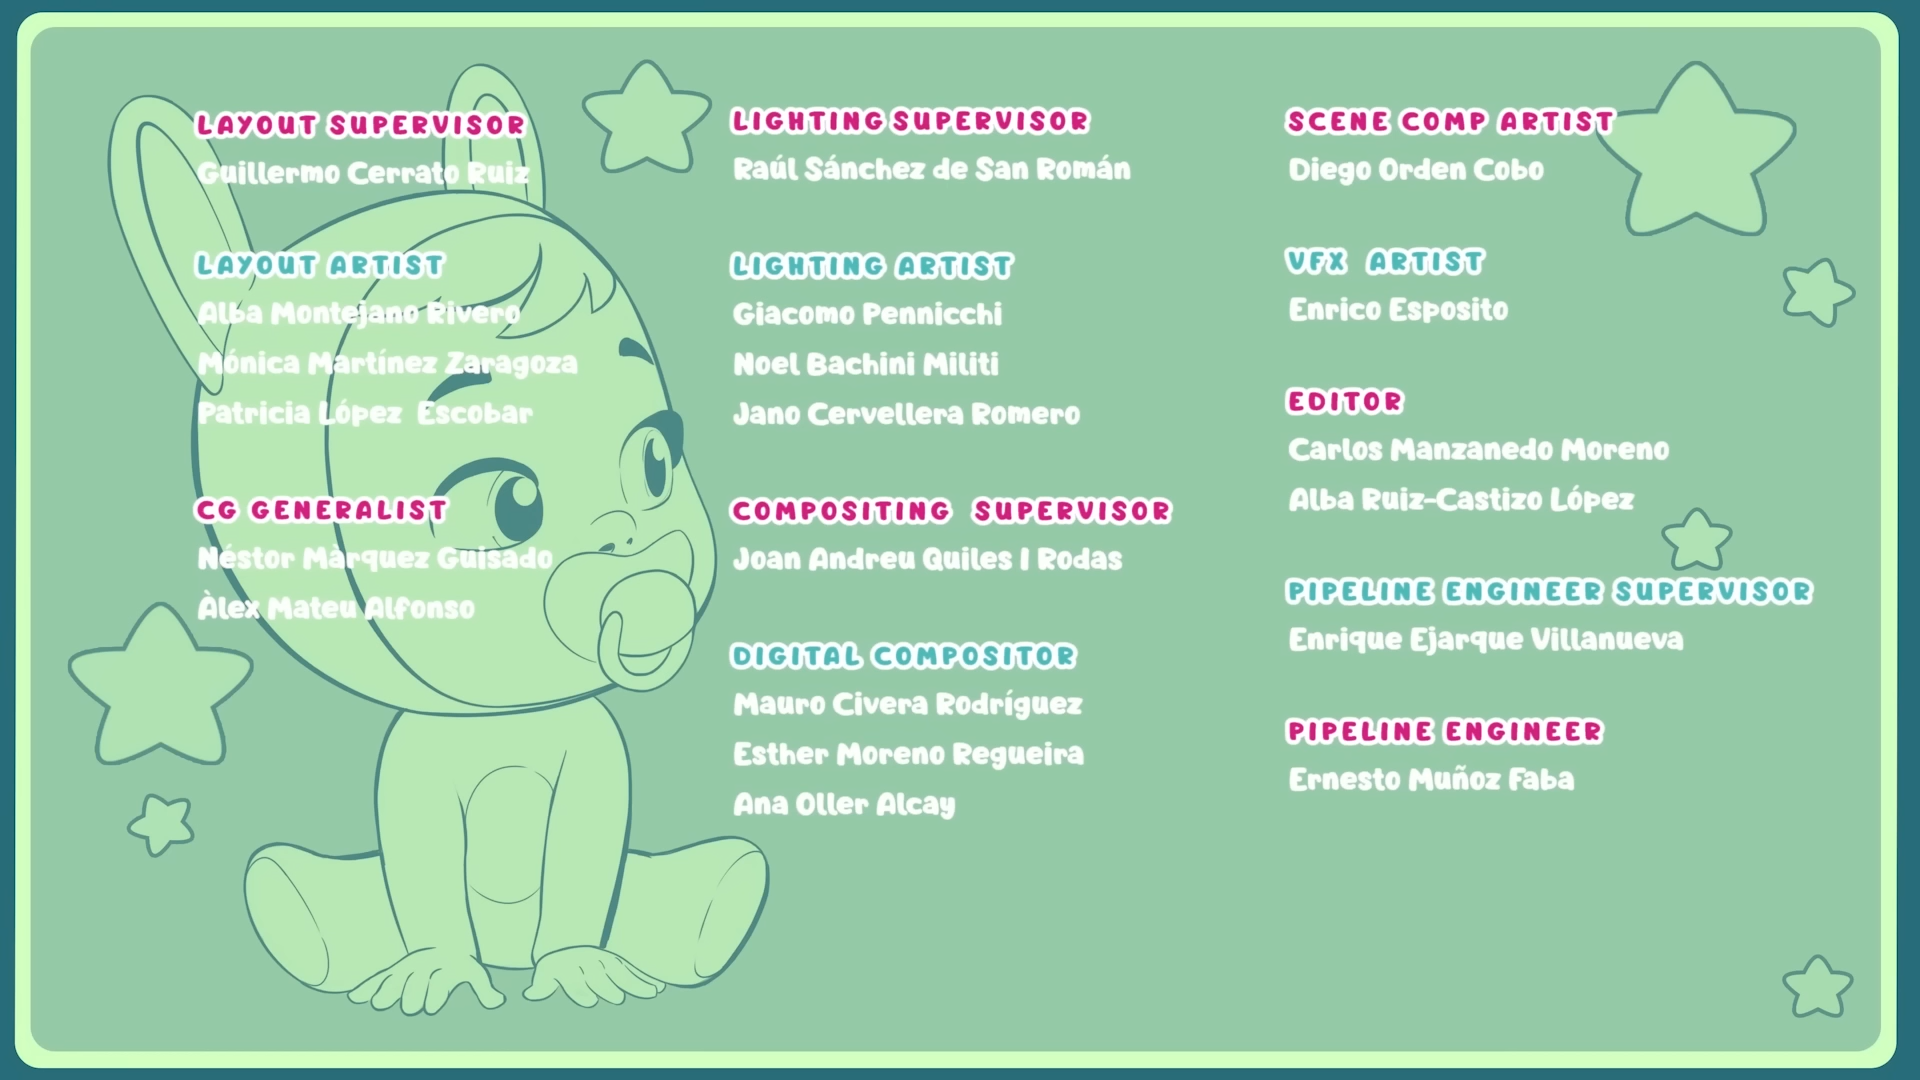 LAYOUT SUPERVISOR
Guillermo Cerrato Ruiz
LAYOUT ARTIST
Alba Montejano Rivero
Mónica Martínez Zaragoza
Patricia López Escobar
CG GENERALIST
Néstor Màrquez Guisado
Àlex Mateu Alfonso
LIGHTING SUPERVISOR
Raúl Sánchez de San Román
LIGHTING ARTIST
Giacomo Pennicchi
Noel Bachini Militi
Jano Cervellera Romero
COMPOSITING SUPERVISOR
Joan Andreu Quiles I Rodas
DIGITAL COMPOSITOR
Mauro Civera Rodríguez
Esther Moreno Regueira
Ana Oller Alcay
SCENE COMP ARTIST
Diego Orden Cobo
VFX ARTIST
Enrico Esposito
EDITOR
Carlos Manzanedo Moreno
Alba Ruiz-Castizo López
PIPELINE ENGINEER SUPERVISOR
Enrique Ejarque Villanueva
PIPELINE ENGINEER
Ernesto Muñoz Faba